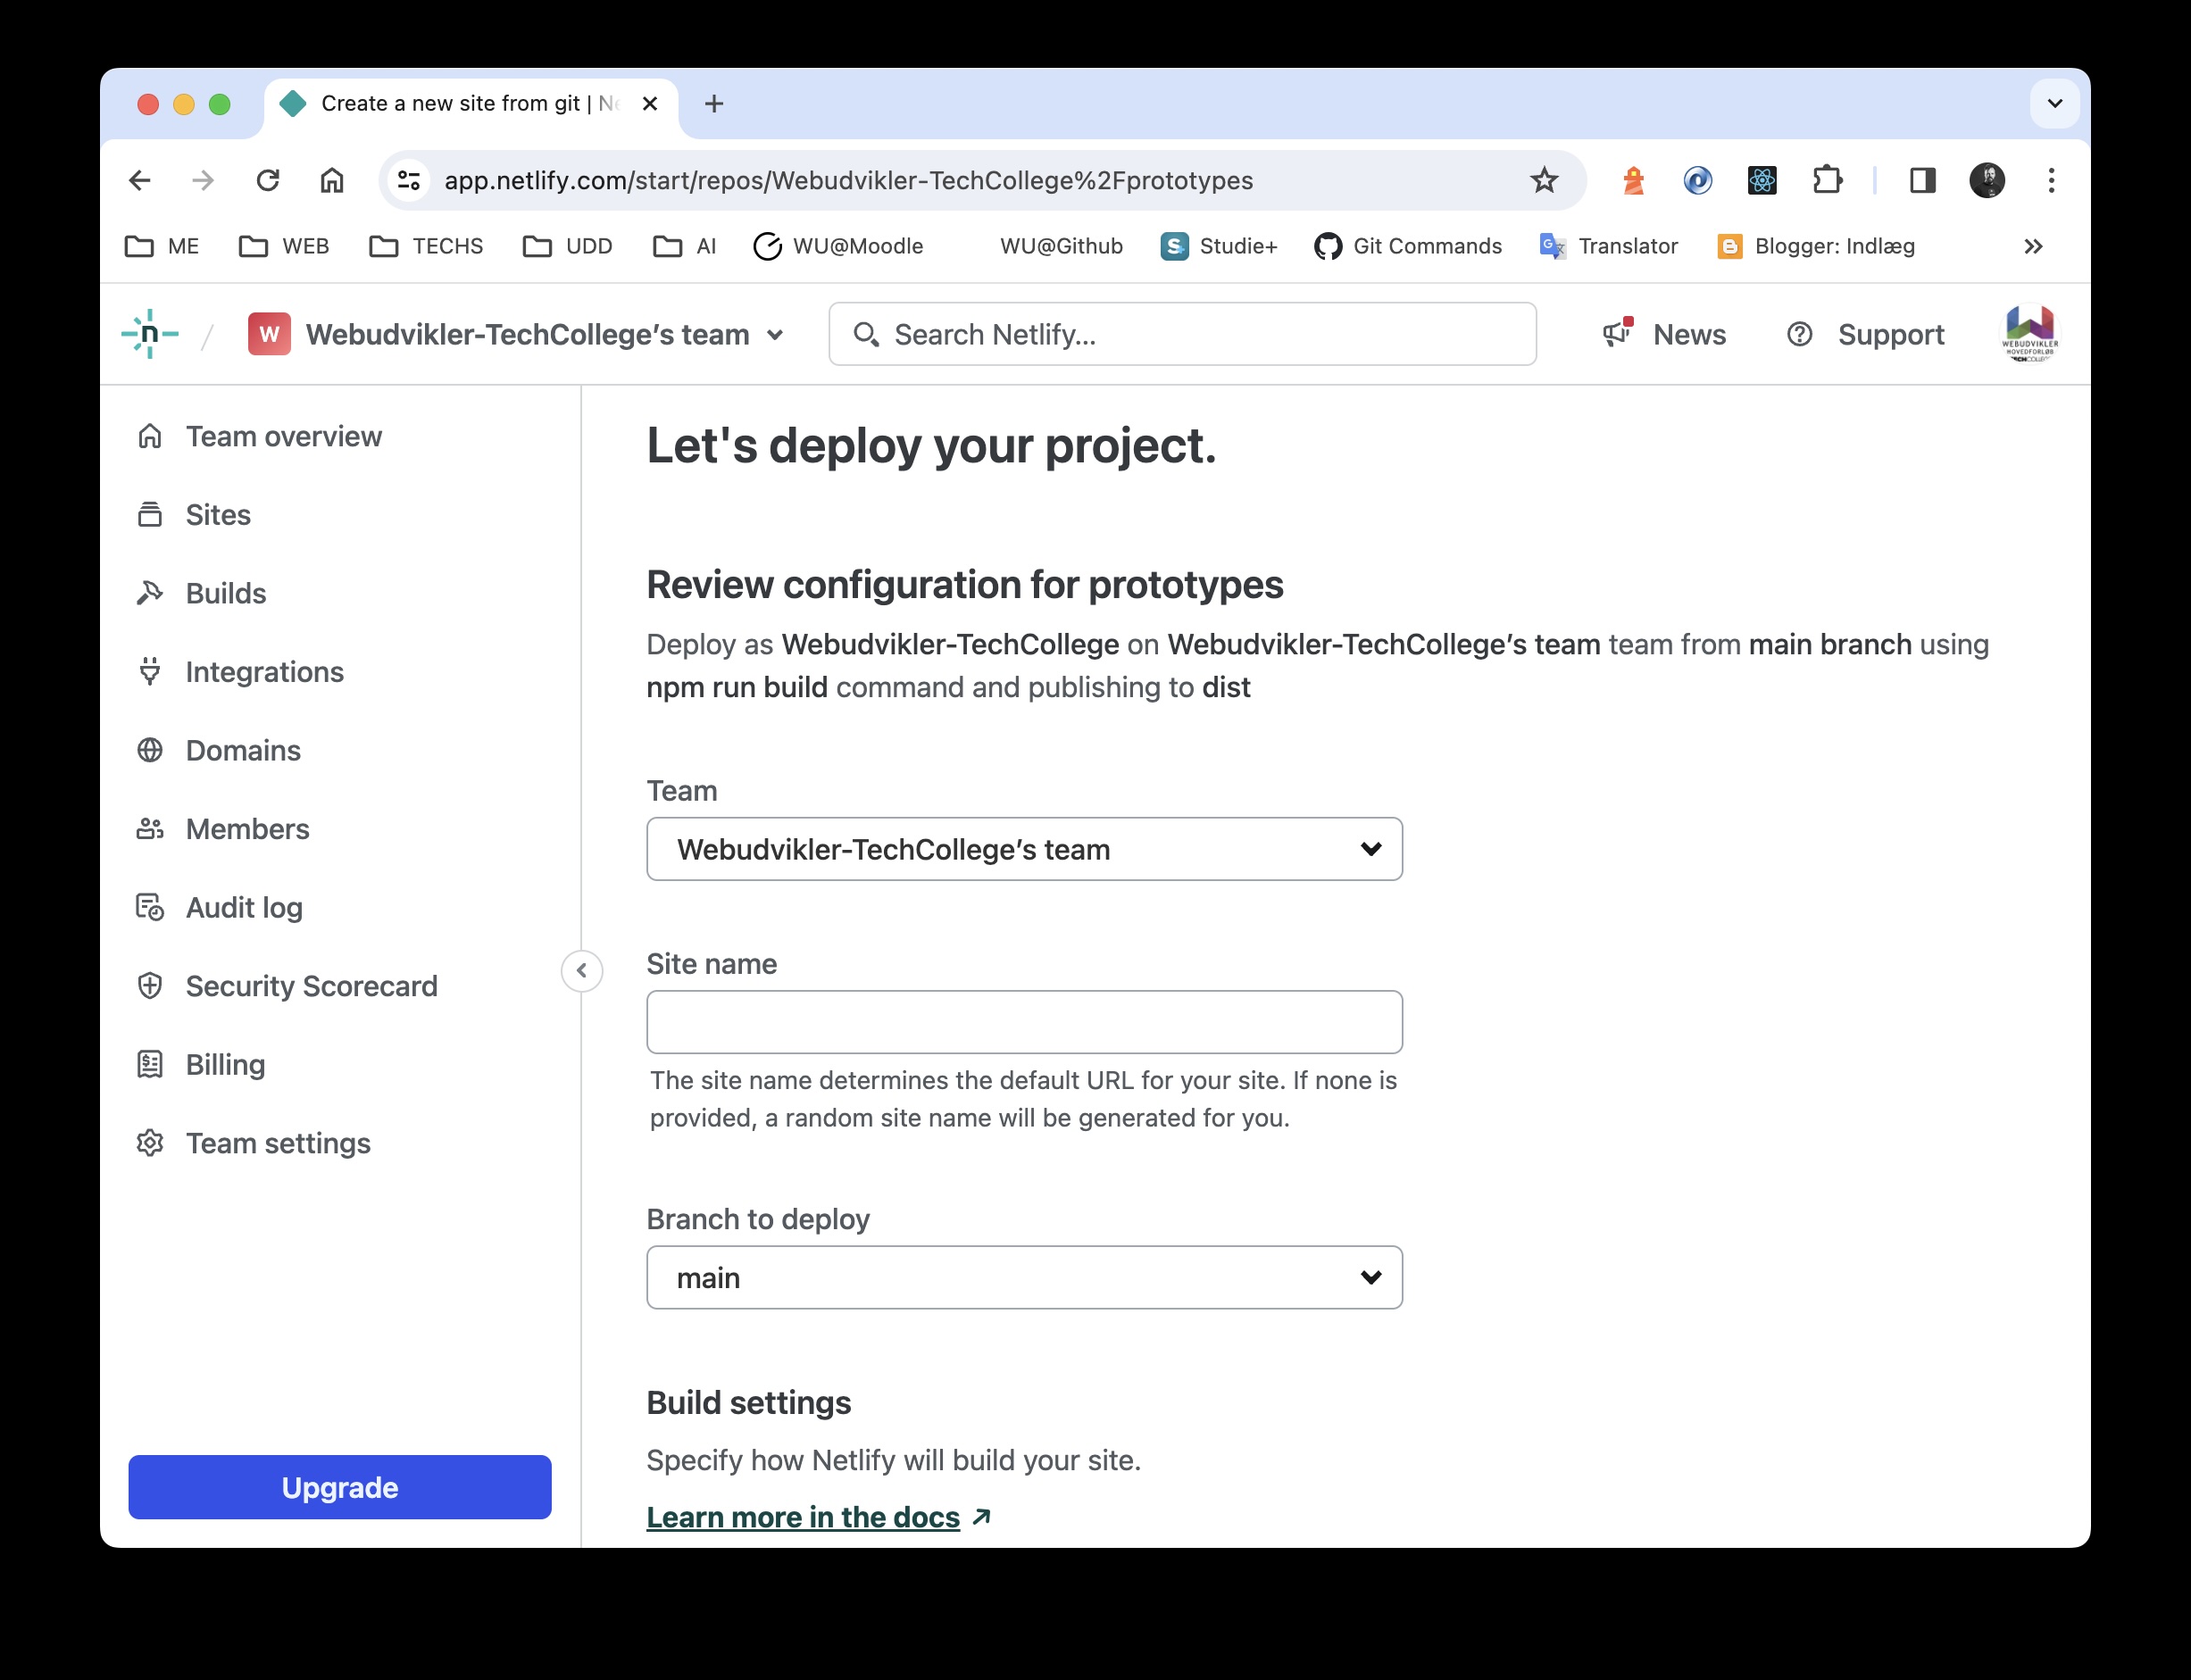 Create a new site from git | Ne
app.netlify.com/start/repos/Webudvikler-TechCollege%2Fprototypes
ME WEB TECHS UDD AI WU@Moodle WU@Github Studie+ Git Commands Translator Blogger: Indlæg
n / W Webudvikler-TechCollege’s team Search Netlify... News Support
WEBUDVIKLER
HOVEDFORLØB
Team overview
Sites
Builds
Integrations
Domains
Members
Audit log
Security Scorecard
Billing
Team settings
Upgrade
Let's deploy your project.
Review configuration for prototypes
Deploy as Webudvikler-TechCollege on Webudvikler-TechCollege’s team team from main branch using
npm run build command and publishing to dist
Team
Webudvikler-TechCollege’s team
Site name
The site name determines the default URL for your site. If none is
provided, a random site name will be generated for you.
Branch to deploy
main
Build settings
Specify how Netlify will build your site.
Learn more in the docs